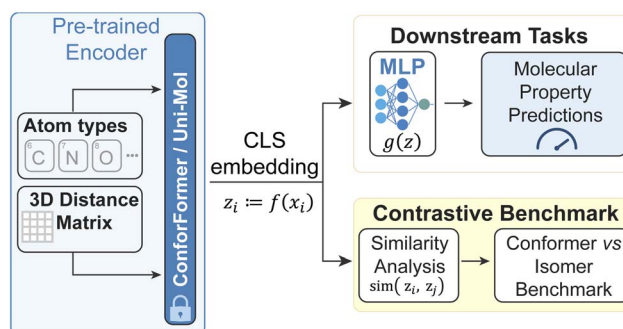 Pre-trained
Encoder
Atom types
6 C 7 N 8 O ...
3D Distance
Matrix
ConforFormer / Uni-Mol
CLS
embedding
z_i ≔ f(x_i)
Downstream Tasks
MLP
g(z)
Molecular
Property
Predictions
Contrastive Benchmark
Similarity
Analysis
sim( z_i, z_j)
Conformer vs
Isomer
Benchmark